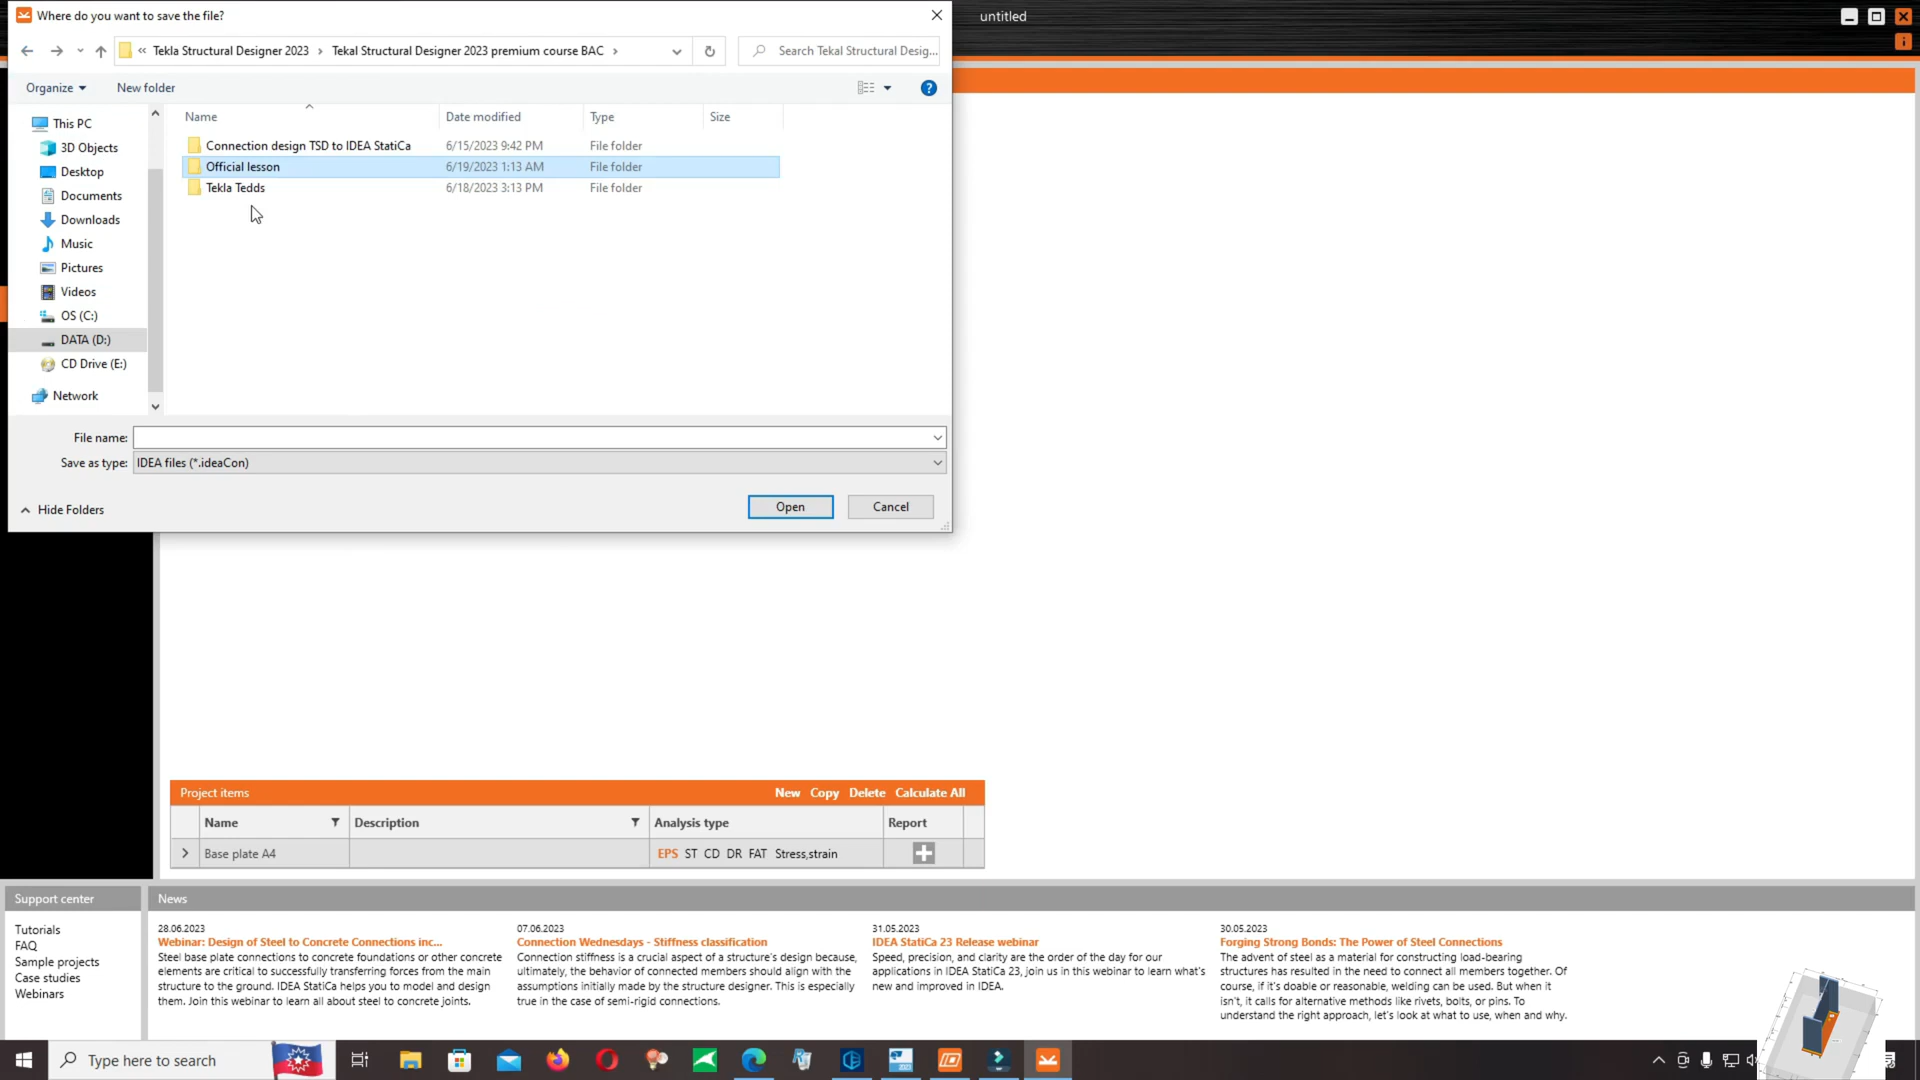 Where do you want to save the file?
untitled
« Tekla Structural Designer 2023 › Tekal Structural Designer 2023 premium course BAC ›
Search Tekal Structural Desig...
Organize
New folder
Name
Date modified
Type
Size
This PC
3D Objects
Desktop
Documents
Downloads
Music
Pictures
Videos
OS (C:)
DATA (D:)
CD Drive (E:)
Network
Connection design TSD to IDEA StatiCa 6/15/2023 9:42 PM File folder
Official lesson 6/19/2023 1:13 AM File folder
Tekla Tedds 6/18/2023 3:13 PM File folder
File name:
Save as type: IDEA files (*.ideaCon)
Hide Folders
Open
Cancel
Project items
New Copy Delete Calculate All
Name Description Analysis type Report
Base plate A4 EPS ST CD DR FAT Stress,strain
Support center
Tutorials
FAQ
Sample projects
Case studies
Webinars
News
28.06.2023
Webinar: Design of Steel to Concrete Connections inc...
Steel base plate connections to concrete foundations or other concrete
elements are critical to successfully transferring forces from the main
structure to the ground. IDEA StatiCa helps you to model and design
them. Join this webinar to learn all about steel to concrete joints.
07.06.2023
Connection Wednesdays - Stiffness classification
Connection stiffness is a crucial aspect of a structure's design because,
ultimately, the behavior of connected members should align with the
assumptions initially made by the structure designer. This is especially
true in the case of semi-rigid connections.
31.05.2023
IDEA StatiCa 23 Release webinar
Speed, precision, and clarity are the order of the day for our
applications in IDEA StatiCa 23, join us in this webinar to learn what's
new and improved in IDEA.
30.05.2023
Forging Strong Bonds: The Power of Steel Connections
The advent of steel as a material for constructing load-bearing
structures has resulted in the need to connect all members together. Of
course, if it's doable or reasonable, welding can be used. But when it
isn't, it calls for alternative methods like rivets, bolts, or pins. To
understand the right approach, let's look at what to use, when and why.
Type here to search